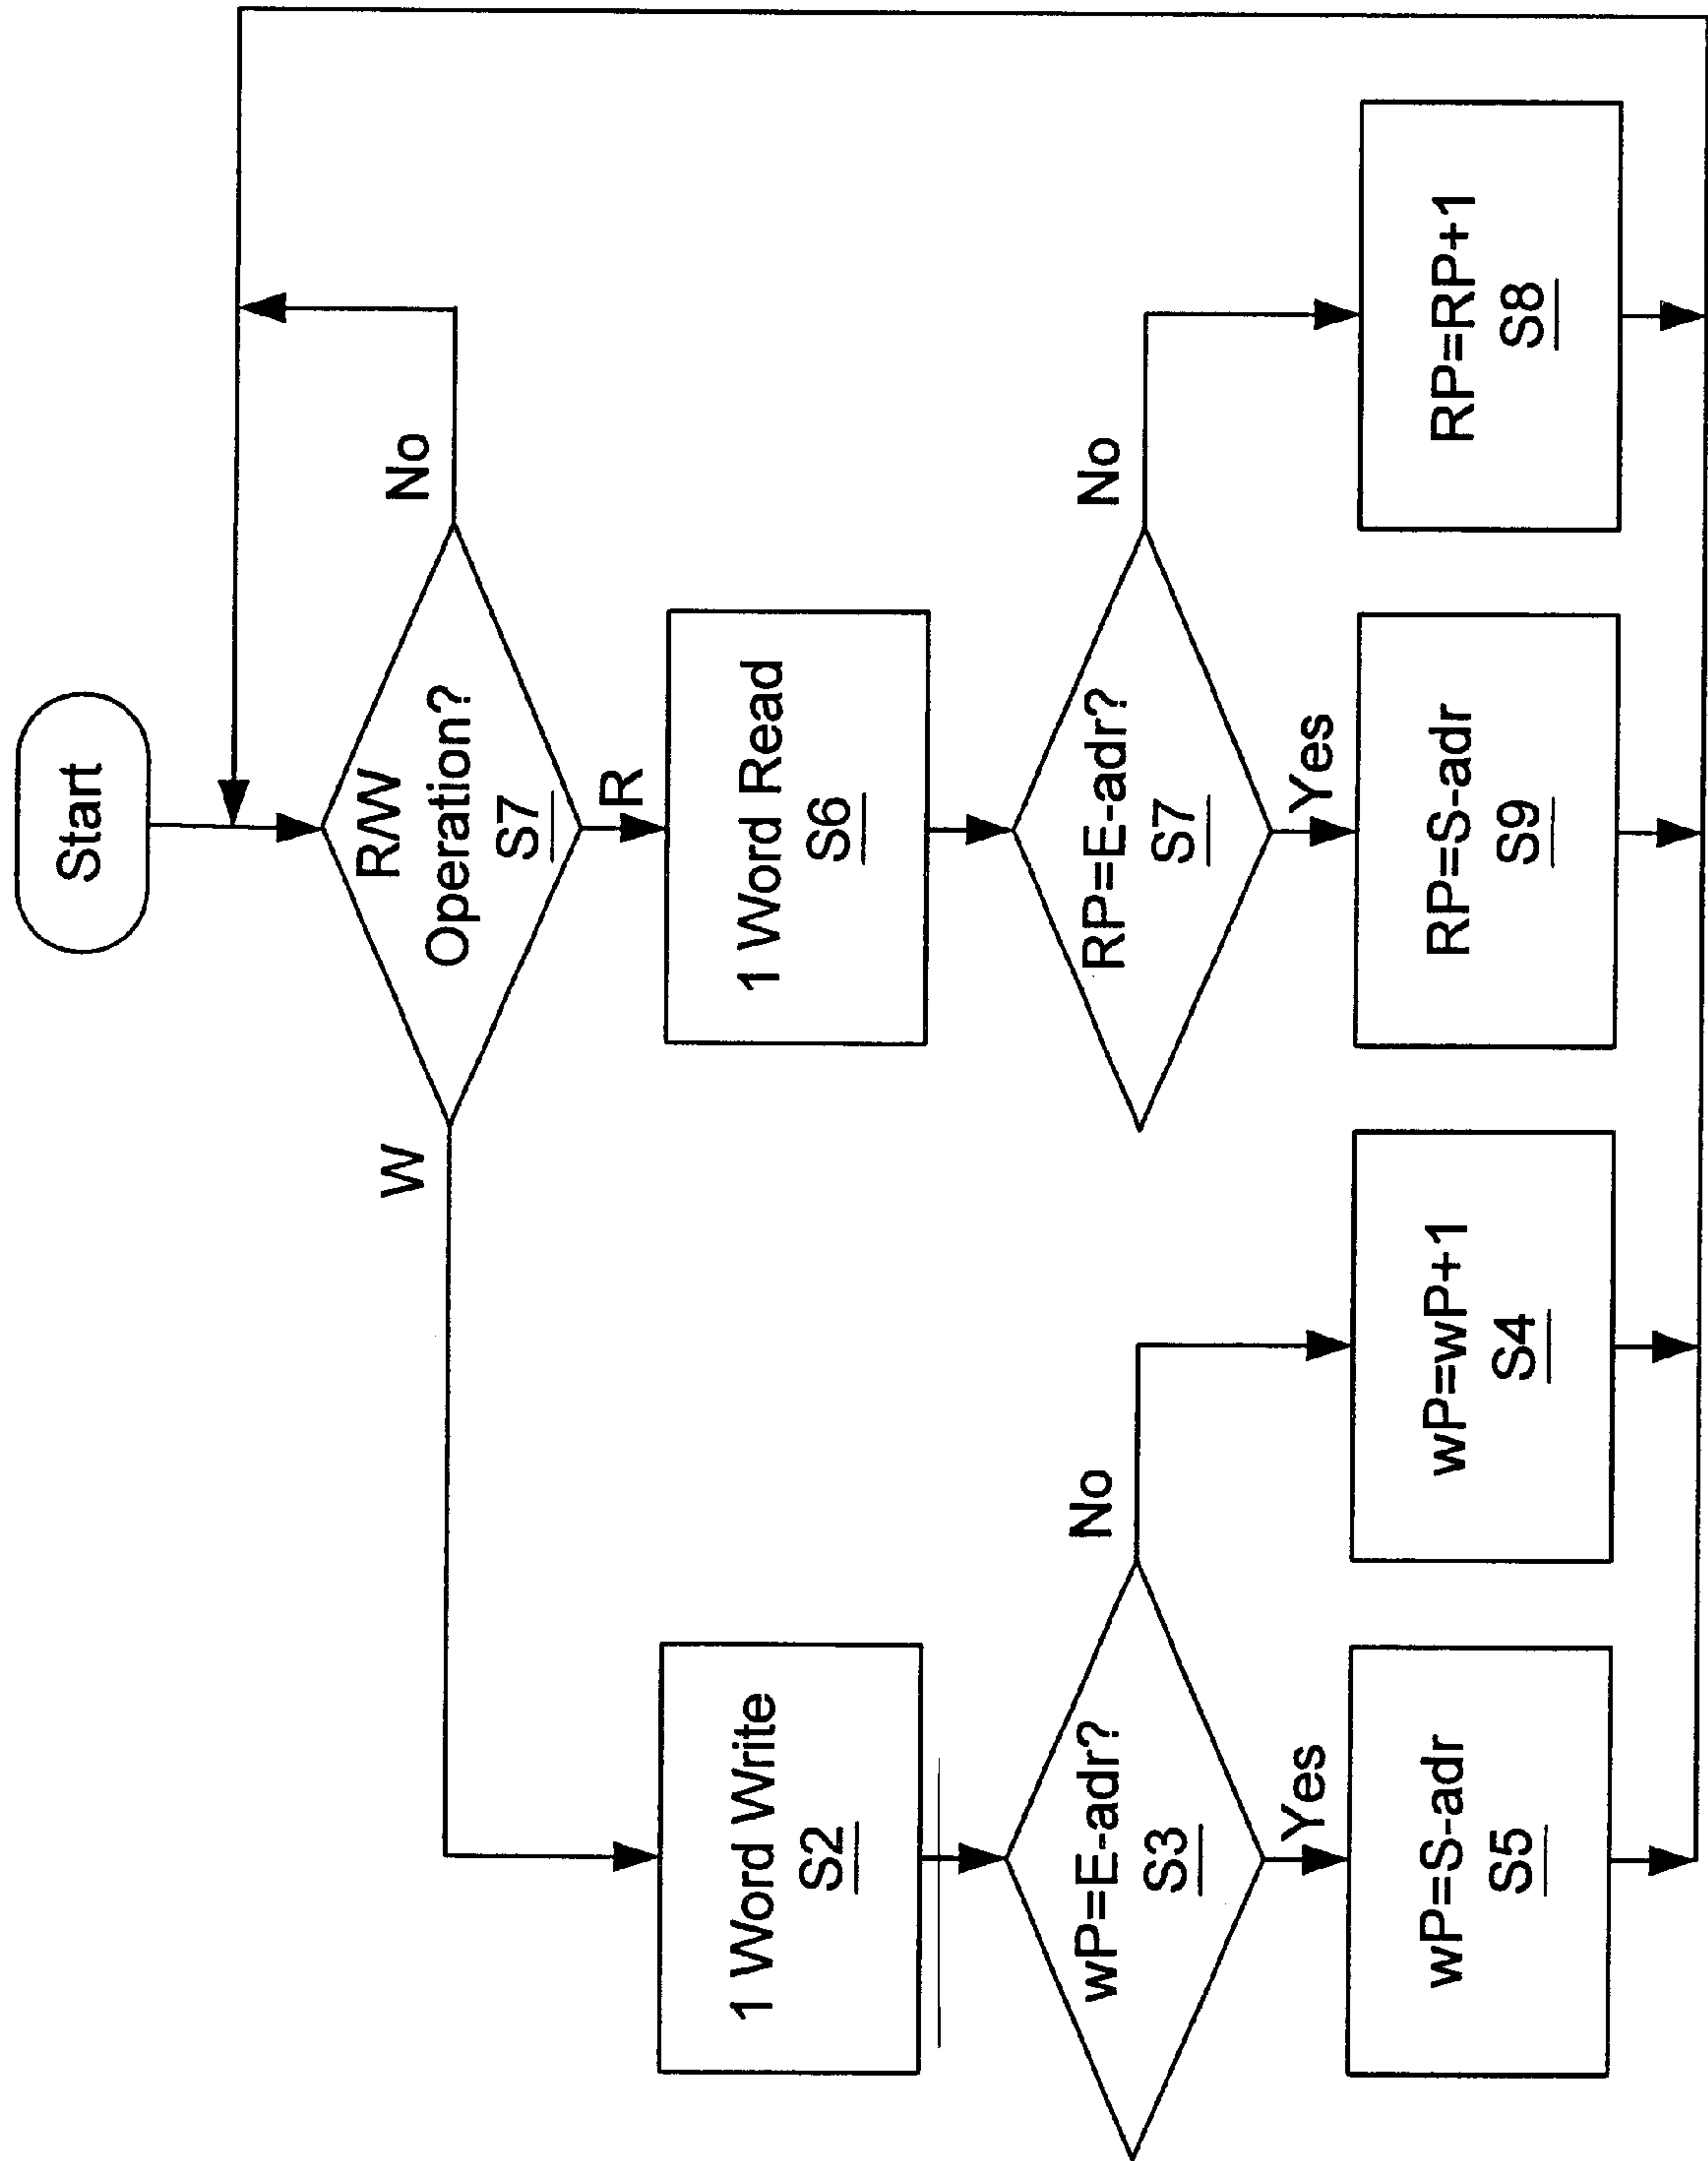 Start
R/W
Operation?
S7
No
W
R
1 Word Write
S2
1 Word Read
S6
wP=E-adr?
S3
No
Yes
RP=E-adr?
S7
No
Yes
wP=S-adr
S5
wP=wP+1
S4
RP=S-adr
S9
RP=RP+1
S8